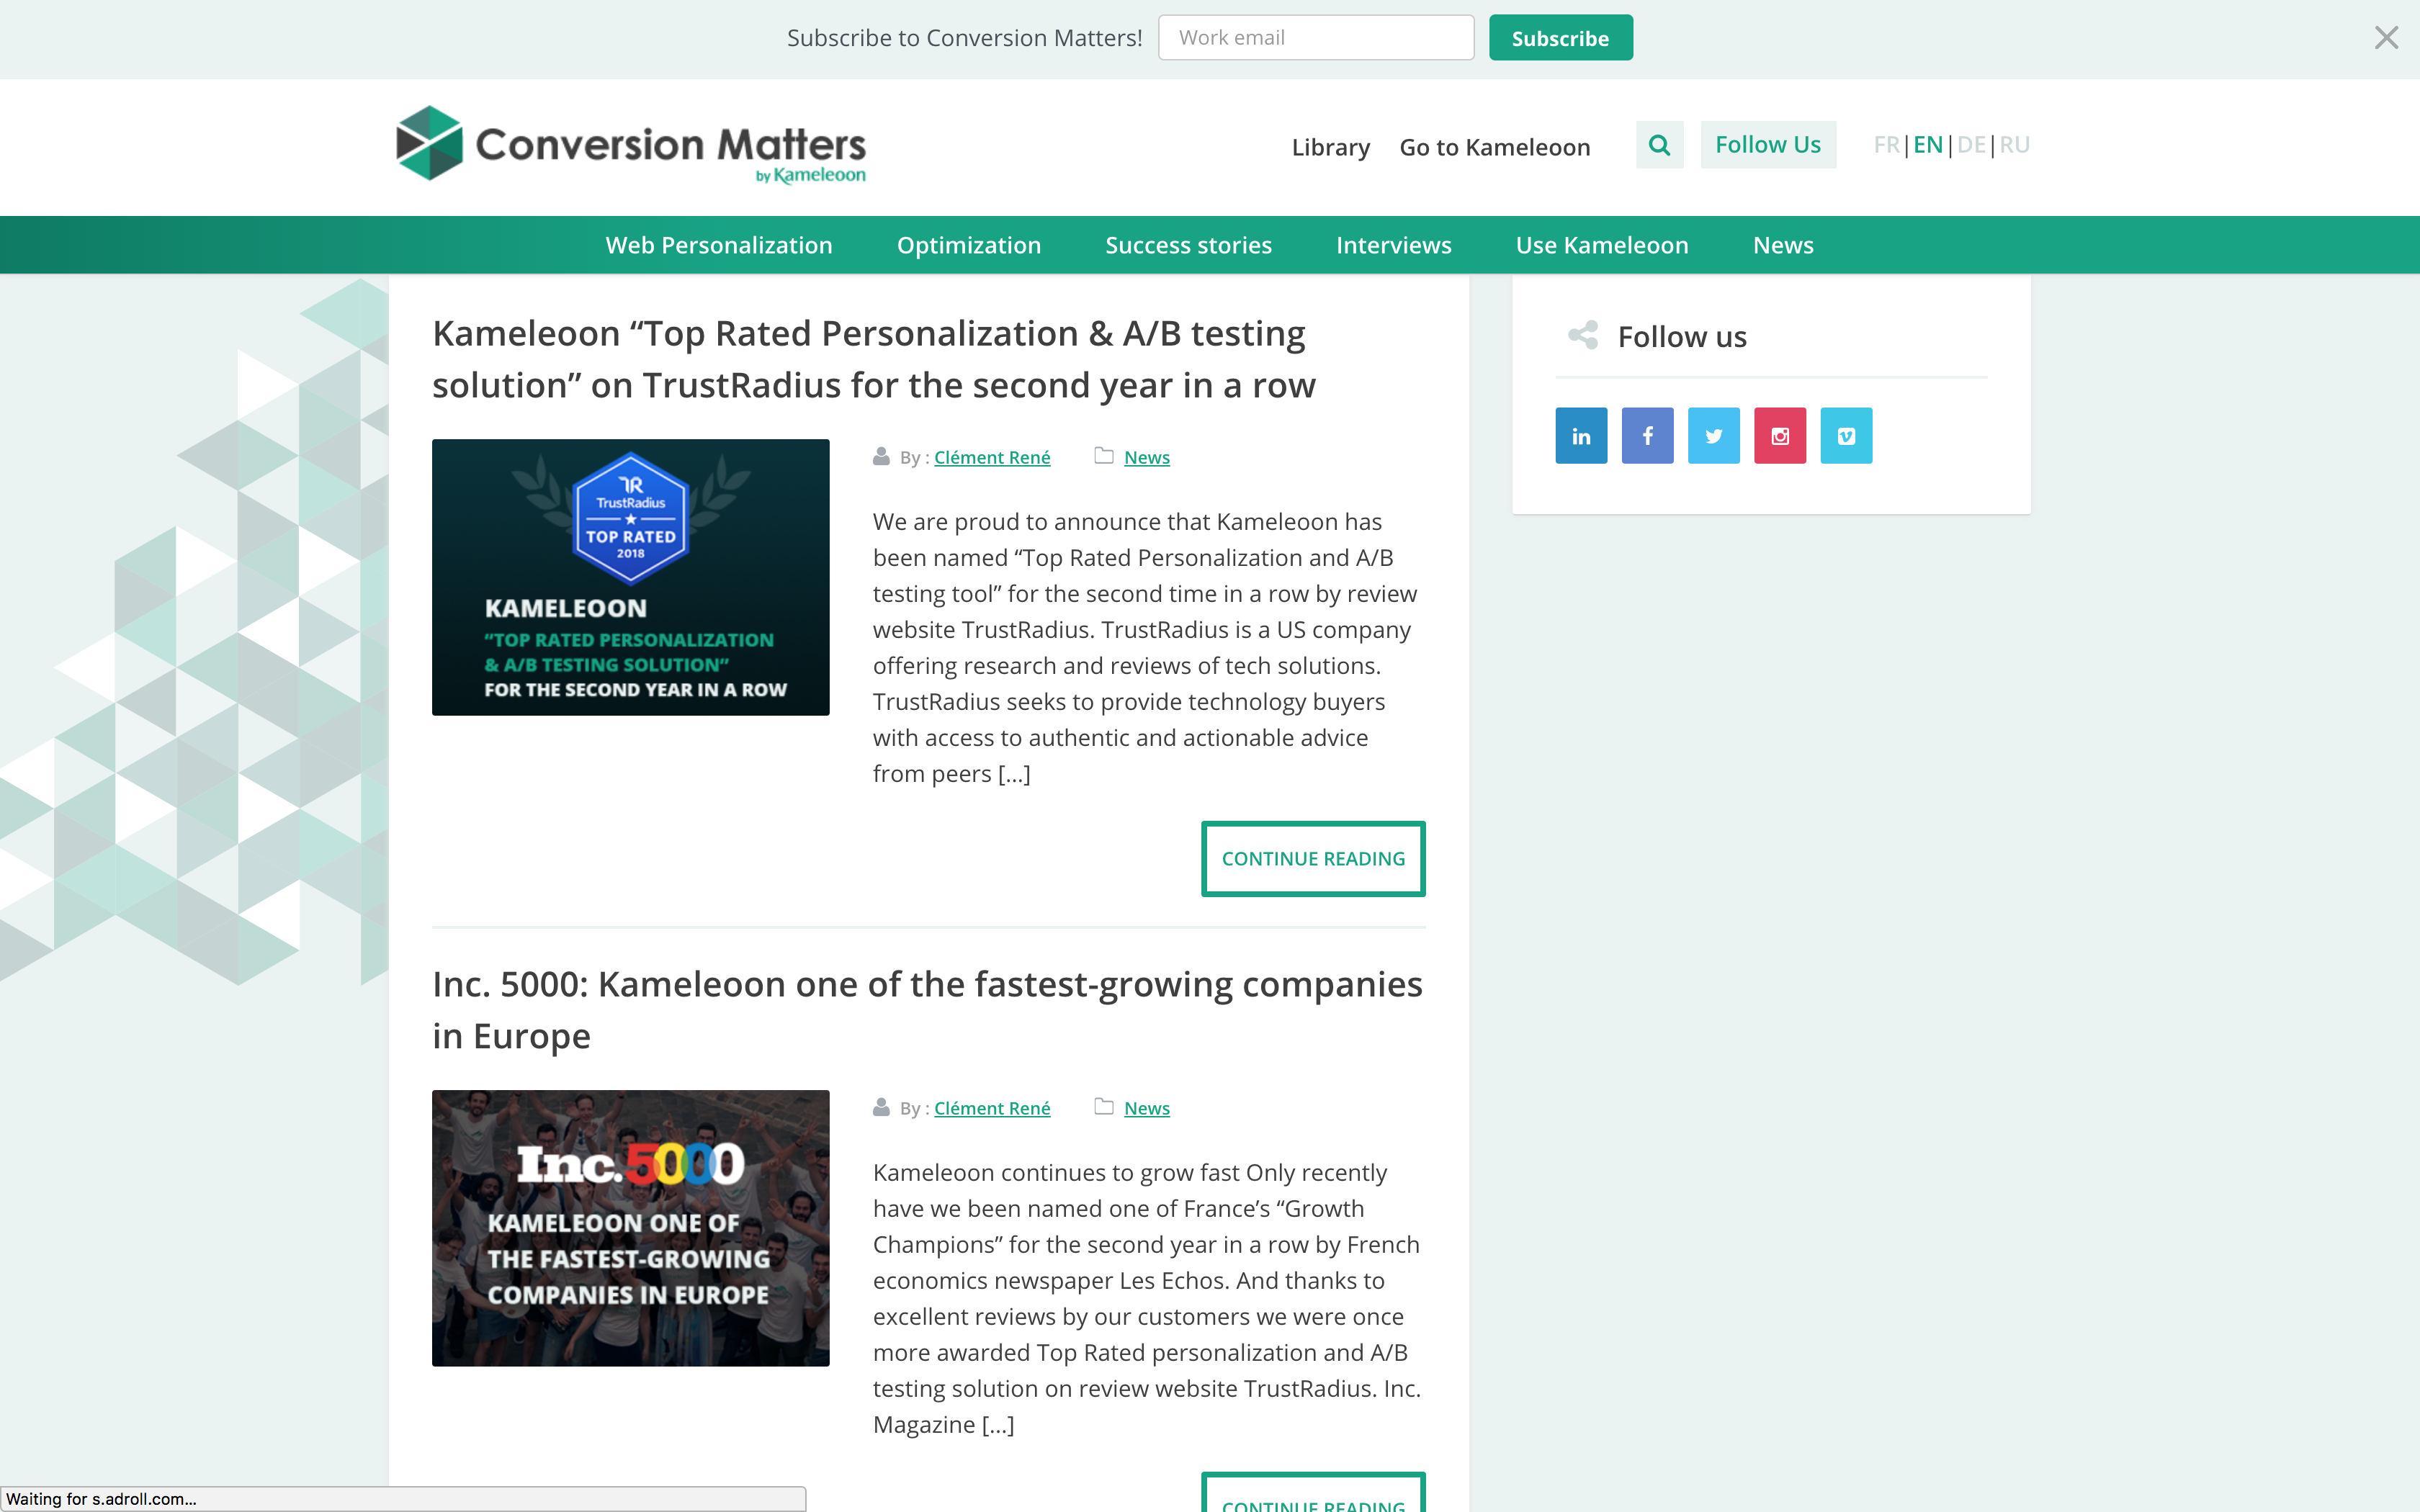 Subscribe to Conversion Matters!
Work email
Subscribe
Conversion Matters
by Kameleoon
Library
Go to Kameleoon
Follow Us
FR|EN|DE|RU
Web Personalization
Optimization
Success stories
Interviews
Use Kameleoon
News
Kameleoon “Top Rated Personalization & A/B testing
solution” on TrustRadius for the second year in a row
TR
TrustRadius
TOP RATED
2018
KAMELEOON
“TOP RATED PERSONALIZATION
& A/B TESTING SOLUTION”
FOR THE SECOND YEAR IN A ROW
By : Clément René
News
We are proud to announce that Kameleoon has
been named “Top Rated Personalization and A/B
testing tool” for the second time in a row by review
website TrustRadius. TrustRadius is a US company
offering research and reviews of tech solutions.
TrustRadius seeks to provide technology buyers
with access to authentic and actionable advice
from peers [...]
CONTINUE READING
Inc. 5000: Kameleoon one of the fastest-growing companies
in Europe
Inc.5000
KAMELEOON ONE OF
THE FASTEST-GROWING
COMPANIES IN EUROPE
By : Clément René
News
Kameleoon continues to grow fast Only recently
have we been named one of France’s “Growth
Champions” for the second year in a row by French
economics newspaper Les Echos. And thanks to
excellent reviews by our customers we were once
more awarded Top Rated personalization and A/B
testing solution on review website TrustRadius. Inc.
Magazine [...]
CONTINUE READING
Follow us
in
f
Waiting for s.adroll.com...